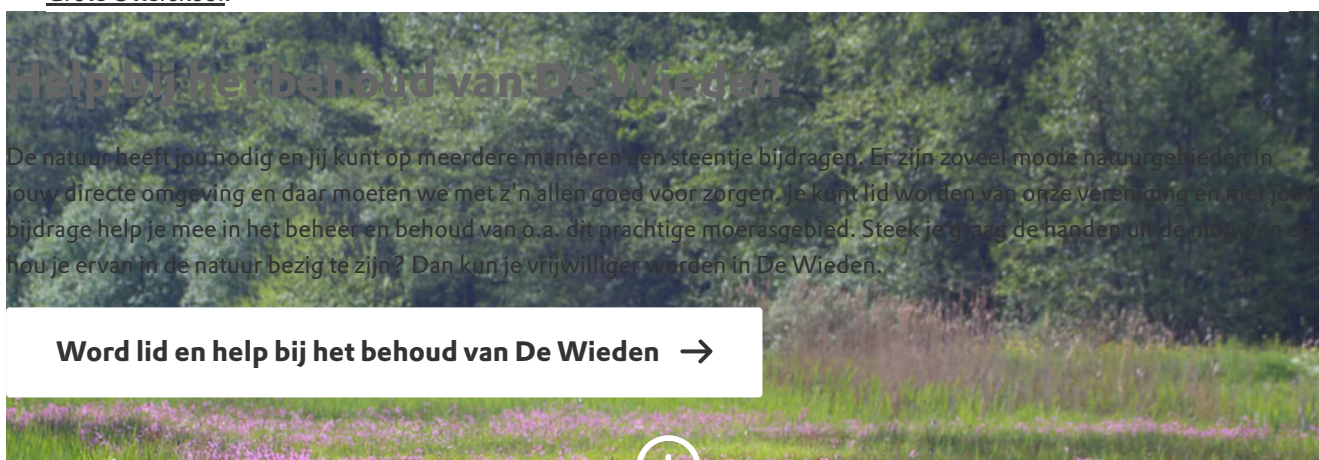 Help bij het behoud van De Wieden
De natuur heeft jou nodig en jij kunt op meerdere manieren een steentje bijdragen. Er zijn zoveel mooie natuurgebieden in
jouw directe omgeving en daar moeten we met z'n allen goed voor zorgen. Je kunt lid worden van onze vereniging en met jouw
bijdrage help je mee in het beheer en behoud van o.a. dit prachtige moerasgebied. Steek je graag de handen uit de mouwen en
hou je ervan in de natuur bezig te zijn? Dan kun je vrijwilliger worden in De Wieden.
Word lid en help bij het behoud van De Wieden